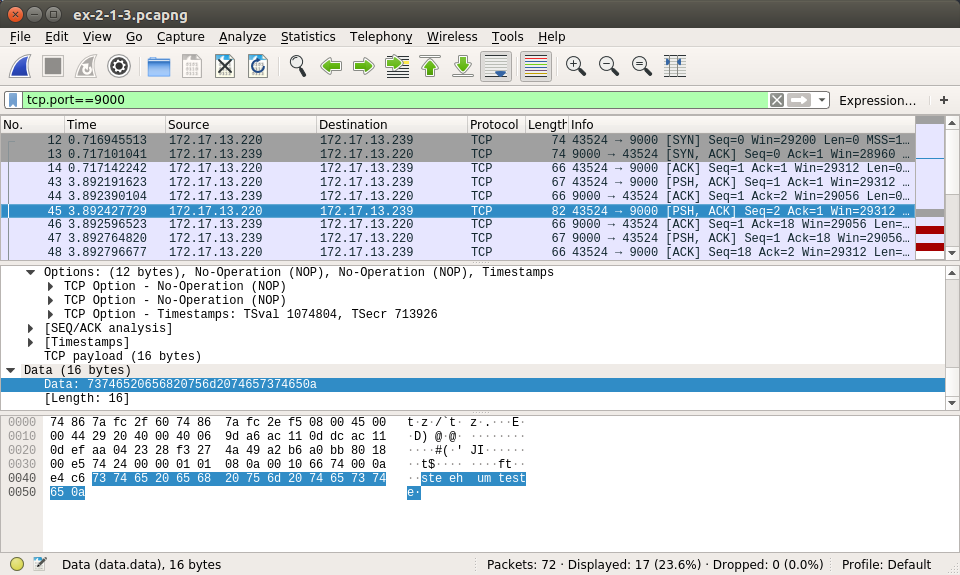 ex-2-1-3.pcapng
File Edit View Go Capture Analyze Statistics Telephony Wireless Tools Help
tcp.port==9000 Expression… +
No. Time Source Destination Protocol Length Info
12 0.716945513 172.17.13.220 172.17.13.239 TCP 74 43524 → 9000 [SYN] Seq=0 Win=29200 Len=0 MSS=1…
13 0.717101041 172.17.13.239 172.17.13.220 TCP 74 9000 → 43524 [SYN, ACK] Seq=0 Ack=1 Win=28960 …
14 0.717142242 172.17.13.220 172.17.13.239 TCP 66 43524 → 9000 [ACK] Seq=1 Ack=1 Win=29312 Len=0…
43 3.892191623 172.17.13.220 172.17.13.239 TCP 67 43524 → 9000 [PSH, ACK] Seq=1 Ack=1 Win=29312 …
44 3.892390104 172.17.13.239 172.17.13.220 TCP 66 9000 → 43524 [ACK] Seq=1 Ack=2 Win=29056 Len=0…
45 3.892427729 172.17.13.220 172.17.13.239 TCP 82 43524 → 9000 [PSH, ACK] Seq=2 Ack=1 Win=29312 …
46 3.892596523 172.17.13.239 172.17.13.220 TCP 66 9000 → 43524 [ACK] Seq=1 Ack=18 Win=29056 Len=…
47 3.892764820 172.17.13.239 172.17.13.220 TCP 67 9000 → 43524 [PSH, ACK] Seq=1 Ack=18 Win=29056…
48 3.892796677 172.17.13.220 172.17.13.239 TCP 66 43524 → 9000 [ACK] Seq=18 Ack=2 Win=29312 Len=…
Options: (12 bytes), No-Operation (NOP), No-Operation (NOP), Timestamps
TCP Option - No-Operation (NOP)
TCP Option - No-Operation (NOP)
TCP Option - Timestamps: TSval 1074804, TSecr 713926
[SEQ/ACK analysis]
[Timestamps]
TCP payload (16 bytes)
Data (16 bytes)
Data: 73746520656820756d2074657374650a
[Length: 16]
0000 74 86 7a fc 2f 60 74 86 7a fc 2e f5 08 00 45 00 t·z·/`t· z·.···E·
0010 00 44 29 20 40 00 40 06 9d a6 ac 11 0d dc ac 11 ·D) @·@· ········
0020 0d ef aa 04 23 28 f3 27 4a 49 a2 b6 a0 bb 80 18 ····#(·' JI······
0030 00 e5 74 24 00 00 01 01 08 0a 00 10 66 74 00 0a ··t$···· ····ft··
0040 e4 c6 73 74 65 20 65 68 20 75 6d 20 74 65 73 74 ··ste eh um test
0050 65 0a e·
Data (data.data), 16 bytes Packets: 72 · Displayed: 17 (23.6%) · Dropped: 0 (0.0%) Profile: Default